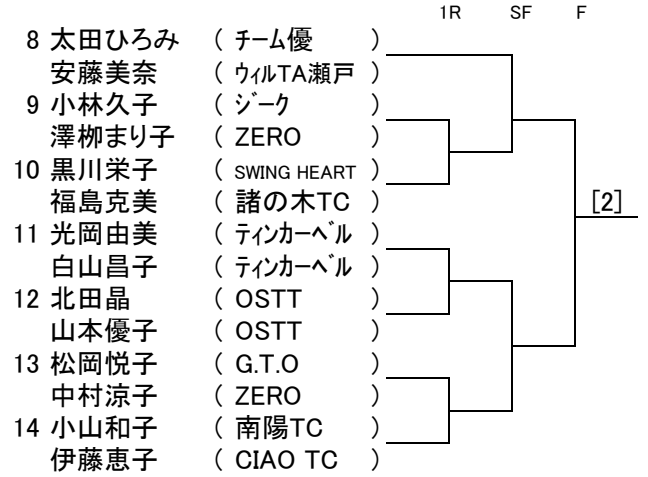 1R SF F
8 太田ひろみ ( チーム優 )
安藤美奈 ( ウィルTA瀬戸 )
9 小林久子 ( ジーク )
澤栁まり子 ( ZERO )
10 黒川栄子 ( SWING HEART )
福島克美 ( 諸の木TC )
[2]
11 光岡由美 ( ティンカーベル )
白山昌子 ( ティンカーベル )
12 北田晶 ( OSTT )
山本優子 ( OSTT )
13 松岡悦子 ( G.T.O )
中村涼子 ( ZERO )
14 小山和子 ( 南陽TC )
伊藤恵子 ( CIAO TC )